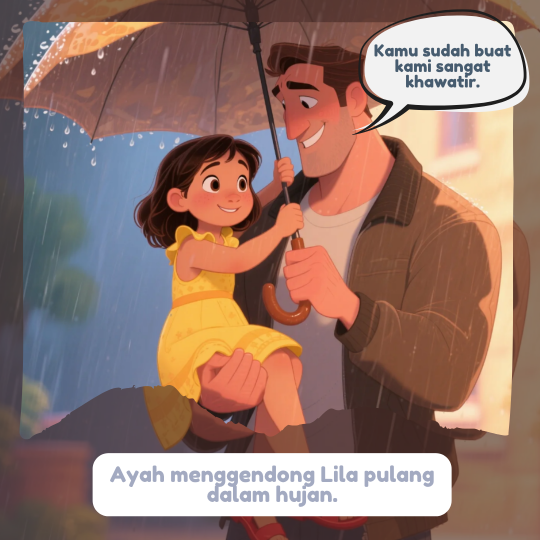 Kamu sudah buat
kami sangat
khawatir.
Ayah menggendong Lila pulang
dalam hujan.